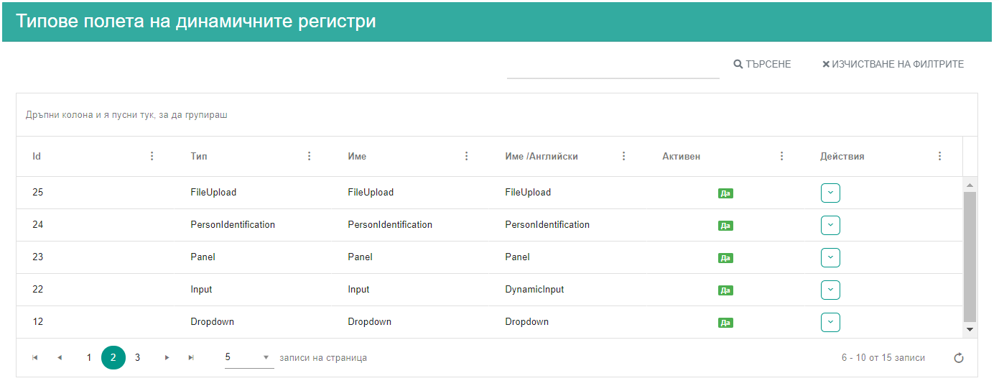 Типове полета на динамичните регистри
ТЪРСЕНЕ ИЗЧИСТВАНЕ НА ФИЛТРИТЕ
Дръпни колона и я пусни тук, за да групираш
Id Тип Име Име /Английски Активен Действия
25 FileUpload FileUpload FileUpload Да
24 PersonIdentification PersonIdentification PersonIdentification Да
23 Panel Panel Panel Да
22 Input Input DynamicInput Да
12 Dropdown Dropdown Dropdown Да
1 2 3 5 записи на страница 6 - 10 от 15 записи